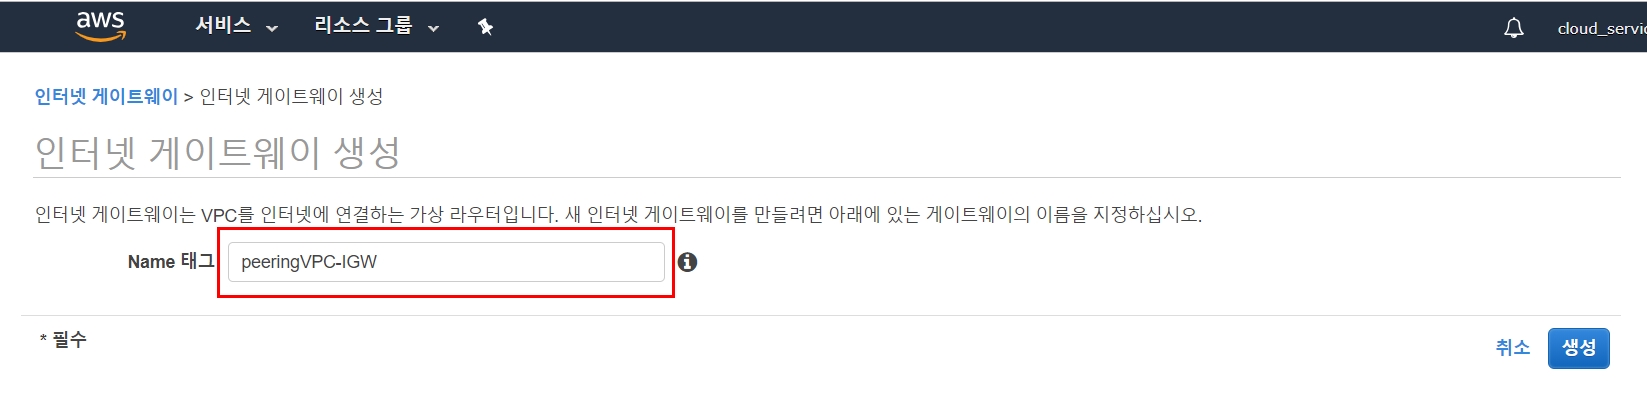 aws 서비스 리소스 그룹 cloud_servic
인터넷 게이트웨이 > 인터넷 게이트웨이 생성
인터넷 게이트웨이 생성
인터넷 게이트웨이는 VPC를 인터넷에 연결하는 가상 라우터입니다. 새 인터넷 게이트웨이를 만들려면 아래에 있는 게이트웨이의 이름을 지정하십시오.
Name 태그 peeringVPC-IGW
* 필수 취소 생성